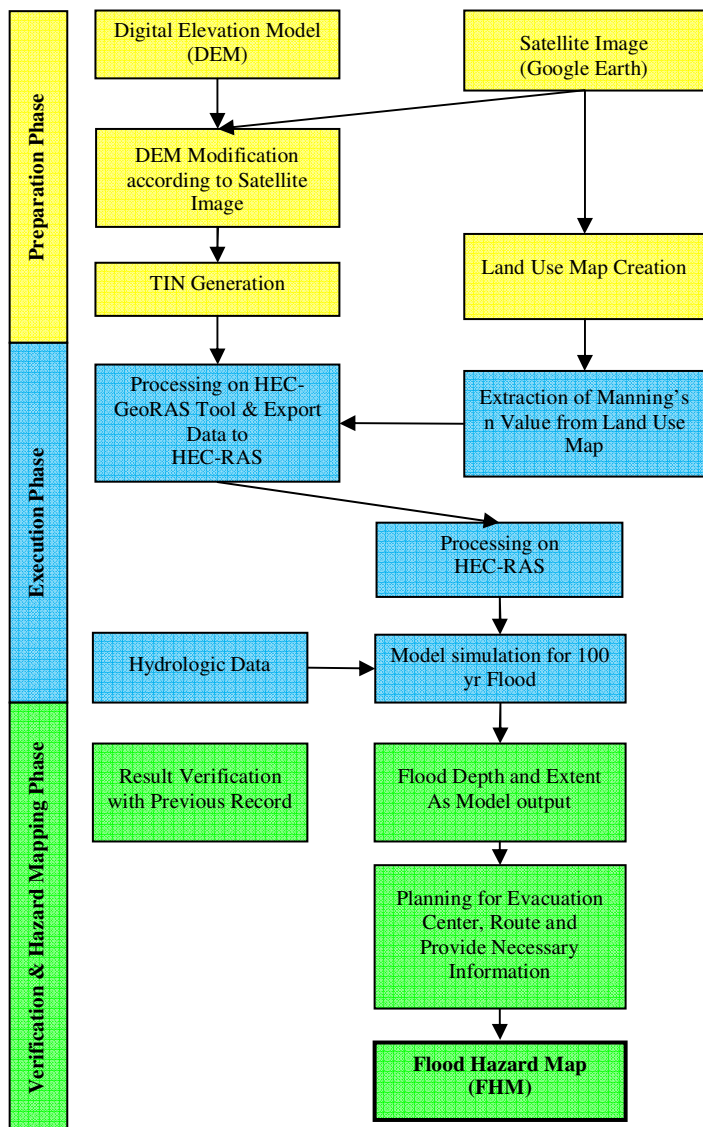 Preparation Phase
Digital Elevation Model
(DEM)
Satellite Image
(Google Earth)
DEM Modification
according to Satellite
Image
TIN Generation
Land Use Map Creation
Execution Phase
Processing on HEC-
GeoRAS Tool & Export
Data to
HEC-RAS
Extraction of Manning's
n Value from Land Use
Map
Processing on
HEC-RAS
Hydrologic Data
Model simulation for 100
yr Flood
Verification & Hazard Mapping Phase
Result Verification
with Previous Record
Flood Depth and Extent
As Model output
Planning for Evacuation
Center, Route and
Provide Necessary
Information
Flood Hazard Map
(FHM)